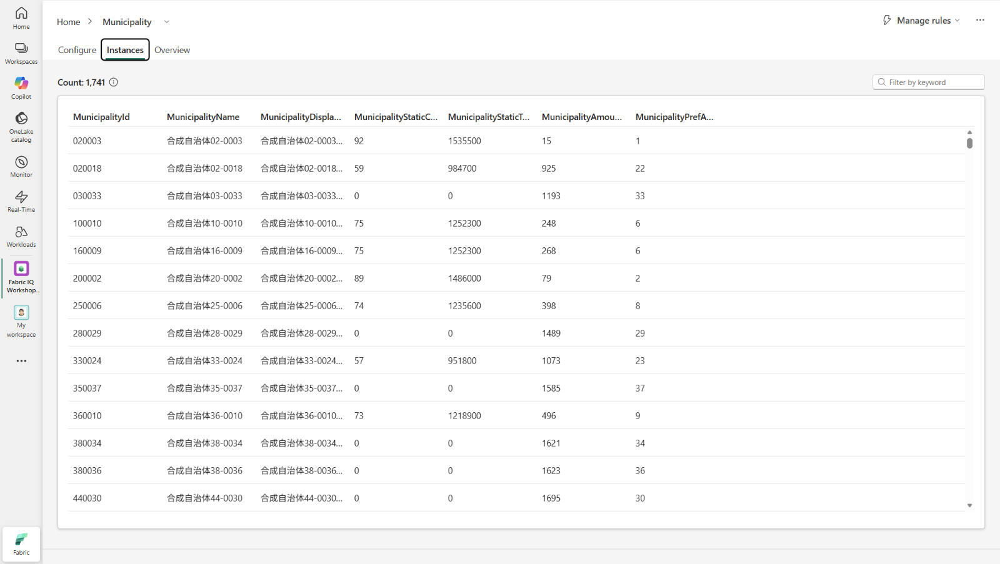 Home
Workspaces
Copilot
OneLake
catalog
Monitor
Real-Time
Workloads
Fabric IQ
Workshop...
My
workspace
Fabric
Home
Municipality
Manage rules
Configure
Instances
Overview
Count: 1,741
Filter by keyword
MunicipalityId MunicipalityName MunicipalityDispla... MunicipalityStaticC... MunicipalityStaticT... MunicipalityAmou... MunicipalityPrefA...
020003 合成自治体02-0003 合成自治体02-0003... 92 1535500 15 1
020018 合成自治体02-0018 合成自治体02-0018... 59 984700 925 22
030033 合成自治体03-0033 合成自治体03-0033... 0 0 1193 33
100010 合成自治体10-0010 合成自治体10-0010... 75 1252300 248 6
160009 合成自治体16-0009 合成自治体16-0009... 75 1252300 268 6
200002 合成自治体20-0002 合成自治体20-0002... 89 1486000 79 2
250006 合成自治体25-0006 合成自治体25-0006... 74 1235600 398 8
280029 合成自治体28-0029 合成自治体28-0029... 0 0 1489 29
330024 合成自治体33-0024 合成自治体33-0024... 57 951800 1073 23
350037 合成自治体35-0037 合成自治体35-0037... 0 0 1585 37
360010 合成自治体36-0010 合成自治体36-0010... 73 1218900 496 9
380034 合成自治体38-0034 合成自治体38-0034... 0 0 1621 34
380036 合成自治体38-0036 合成自治体38-0036... 0 0 1623 36
440030 合成自治体44-0030 合成自治体44-0030... 0 0 1695 30